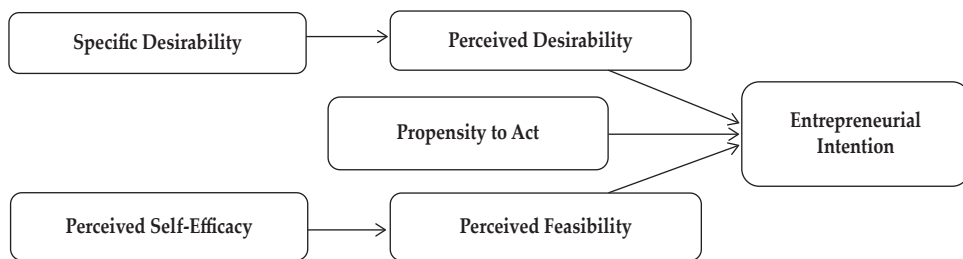 Specific Desirability
Perceived Desirability
Propensity to Act
Entrepreneurial
Intention
Perceived Self-Efficacy
Perceived Feasibility